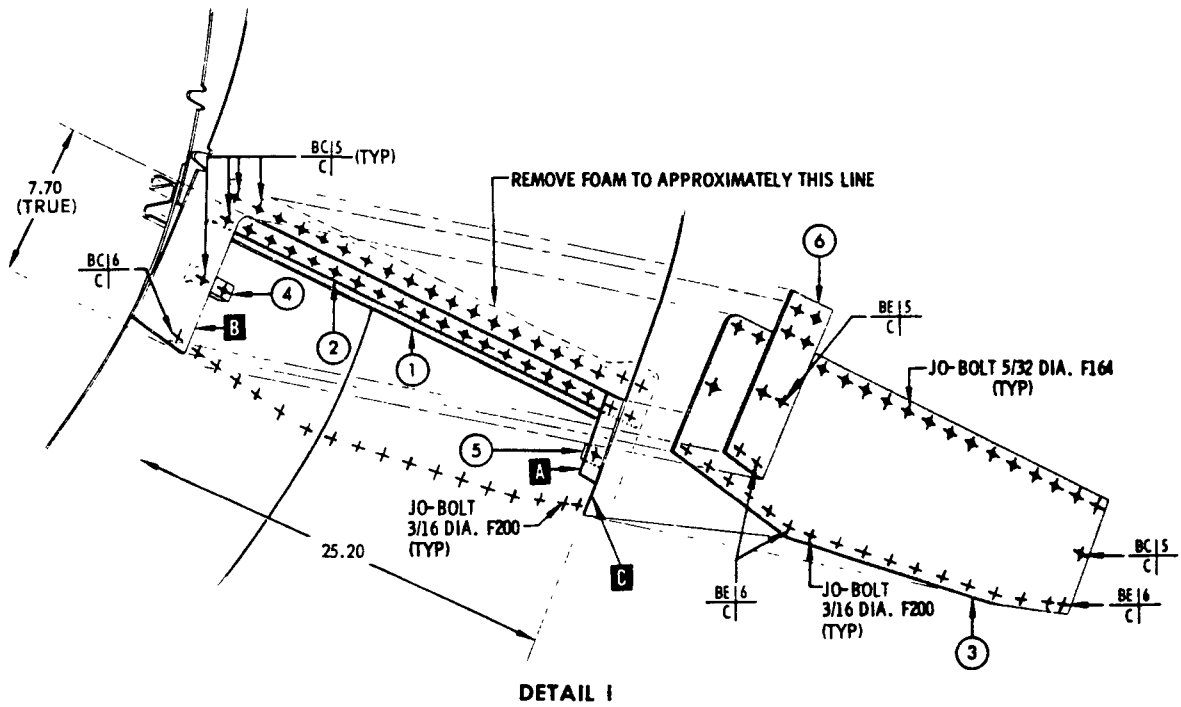 BC|5
C (TYP)
7.70
(TRUE)
REMOVE FOAM TO APPROXIMATELY THIS LINE
6
BC|6
C
4
BE|5
C
B
2
1
JO-BOLT 5/32 DIA. F164
(TYP)
5
A
JO-BOLT
3/16 DIA. F200
(TYP)
25.20
C
BC|5
C
BE|6
C
JO-BOLT
3/16 DIA. F200
(TYP)
BE|6
C
3
DETAIL I